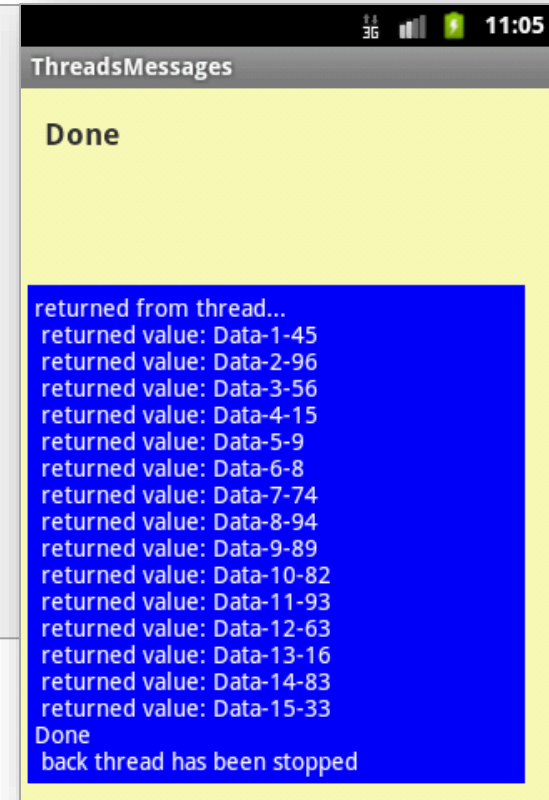 3G 11:05
ThreadsMessages
Done
returned from thread...
returned value: Data-1-45
returned value: Data-2-96
returned value: Data-3-56
returned value: Data-4-15
returned value: Data-5-9
returned value: Data-6-8
returned value: Data-7-74
returned value: Data-8-94
returned value: Data-9-89
returned value: Data-10-82
returned value: Data-11-93
returned value: Data-12-63
returned value: Data-13-16
returned value: Data-14-83
returned value: Data-15-33
Done
back thread has been stopped